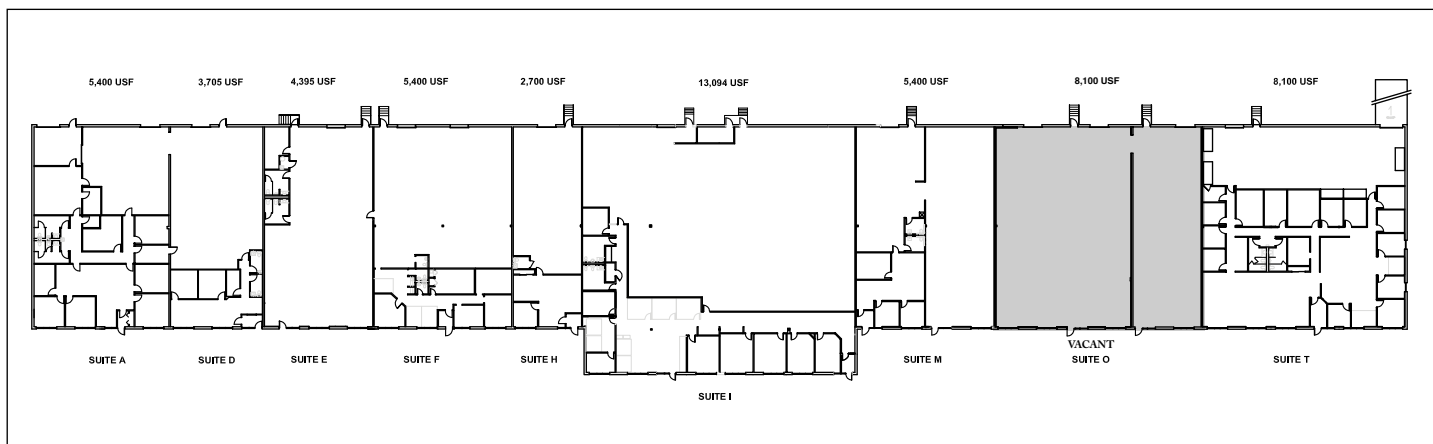 5,400 USF
3,705 USF
4,395 USF
5,400 USF
2,700 USF
13,094 USF
5,400 USF
8,100 USF
8,100 USF
1
VACANT
SUITE A
SUITE D
SUITE E
SUITE F
SUITE H
SUITE M
SUITE O
SUITE T
SUITE I